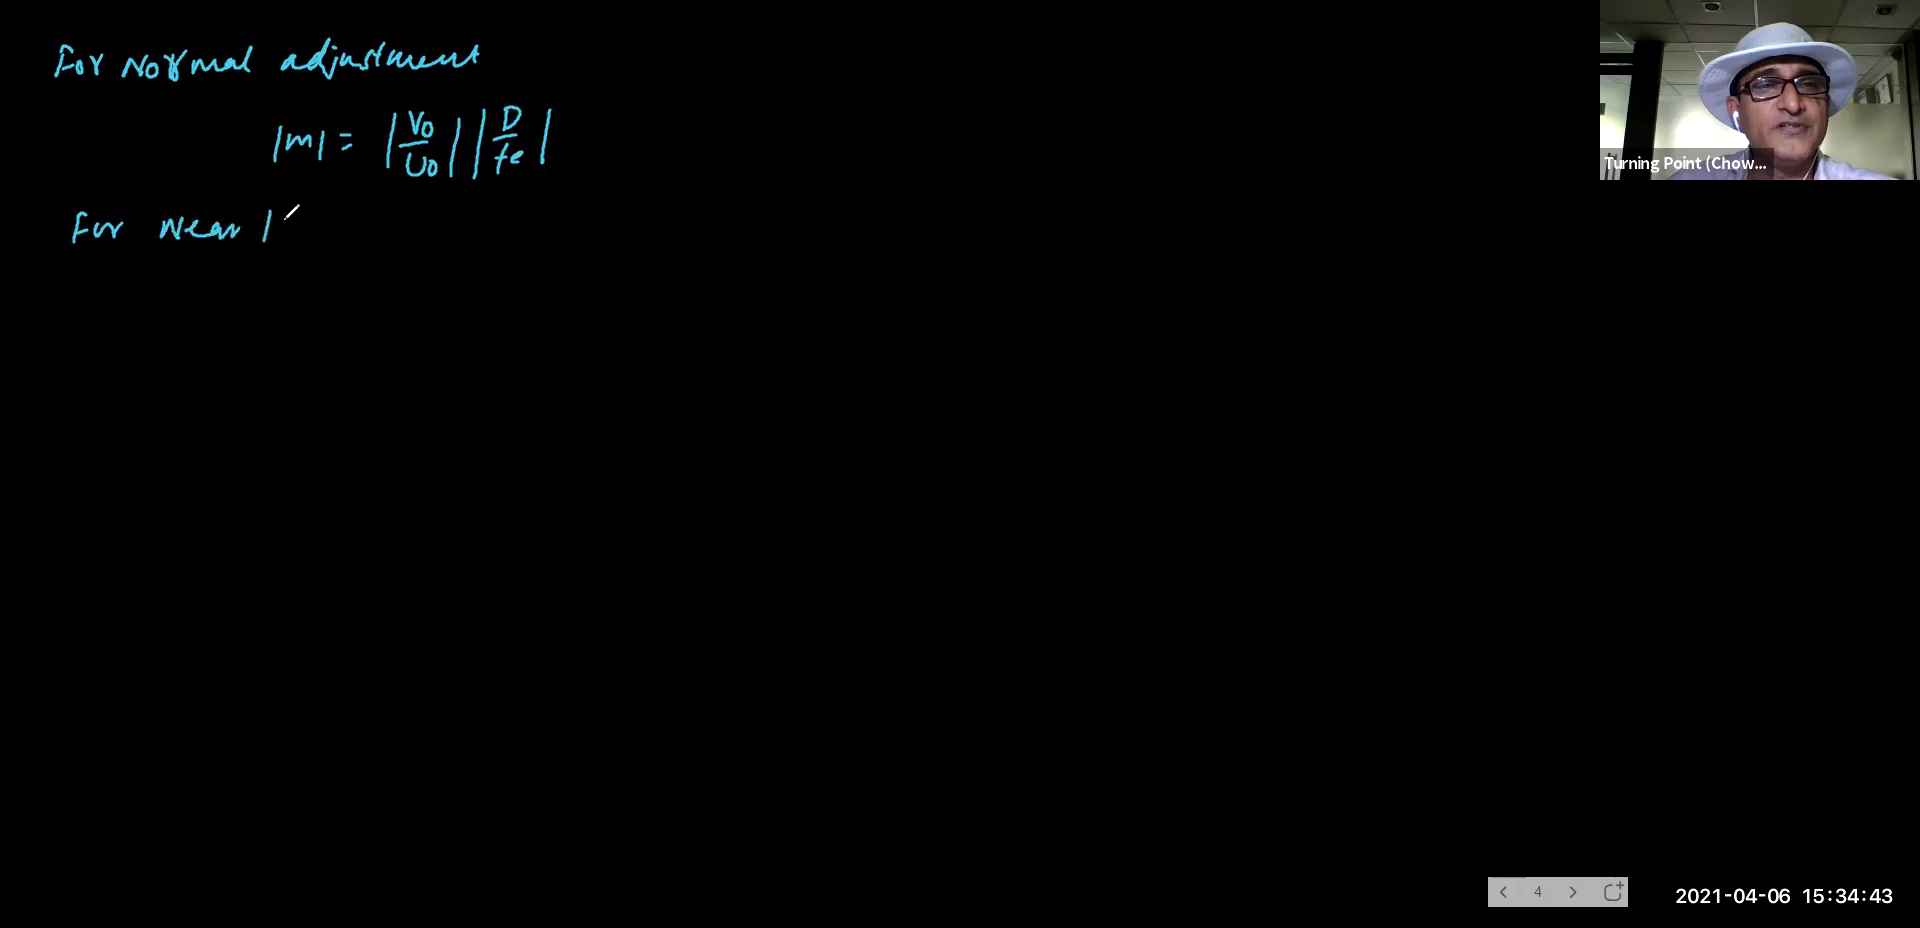 For Normal adjustment
|m| = |Vo/Uo| |D/fe|
For Near
Turning Point (Chow...
4
2021-04-06 15:34:43